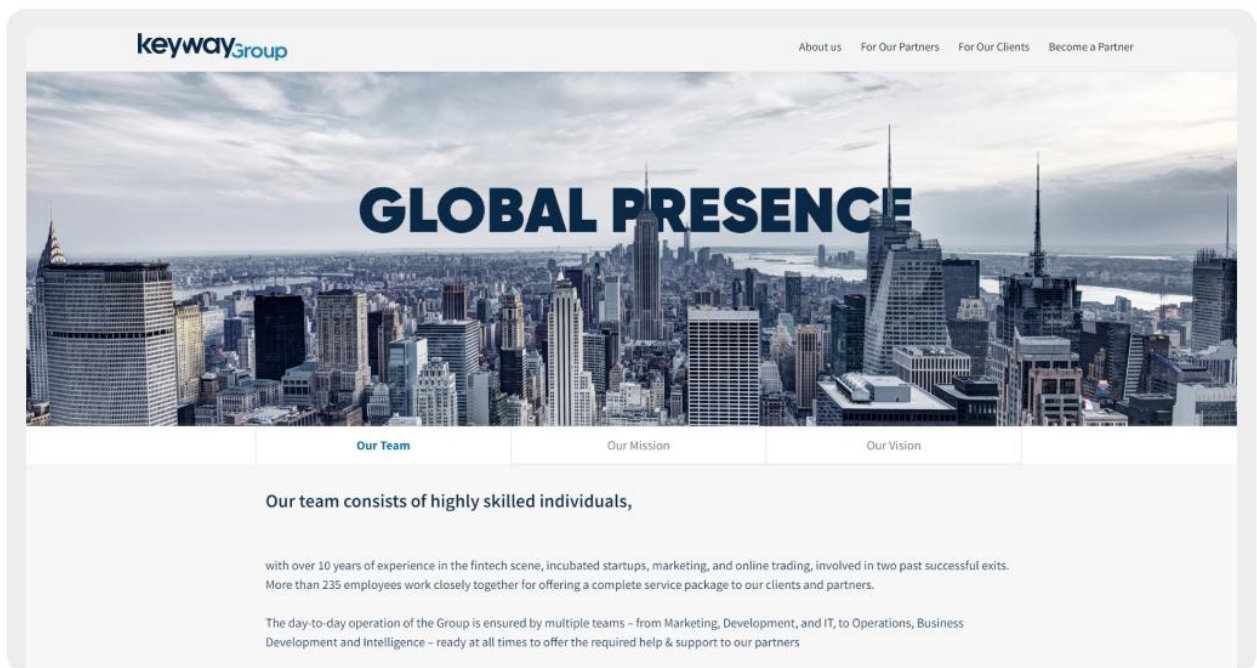 keywayGroup
About us For Our Partners For Our Clients Become a Partner
GLOBAL PRESENCE
Our Team Our Mission Our Vision
Our team consists of highly skilled individuals,
with over 10 years of experience in the fintech scene, incubated startups, marketing, and online trading, involved in two past successful exits.
More than 235 employees work closely together for offering a complete service package to our clients and partners.
The day-to-day operation of the Group is ensured by multiple teams – from Marketing, Development, and IT, to Operations, Business
Development and Intelligence – ready at all times to offer the required help & support to our partners